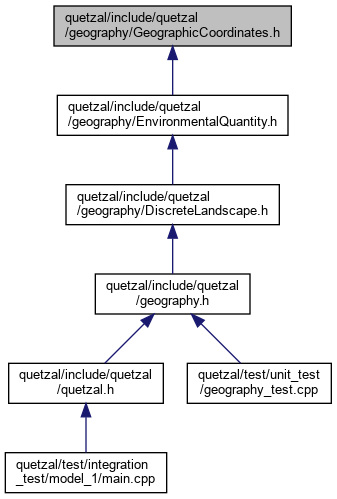 quetzal/include/quetzal
/geography/GeographicCoordinates.h
quetzal/include/quetzal
/geography/EnvironmentalQuantity.h
quetzal/include/quetzal
/geography/DiscreteLandscape.h
quetzal/include/quetzal
/geography.h
quetzal/include/quetzal
/quetzal.h
quetzal/test/unit_test
/geography_test.cpp
quetzal/test/integration
_test/model_1/main.cpp